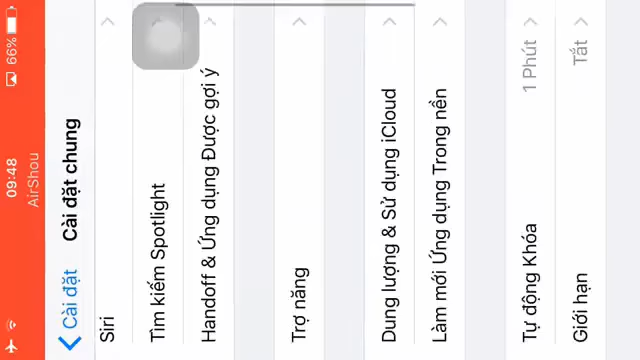 09:48
66%
AirShou
Cài đặt
Cài đặt chung
Siri
Tìm kiếm Spotlight
Handoff & Ứng dụng Được gợi ý
Trợ năng
Dung lượng & Sử dụng iCloud
Làm mới Ứng dụng Trong nền
Tự động Khóa 1 Phút
Giới hạn Tắt